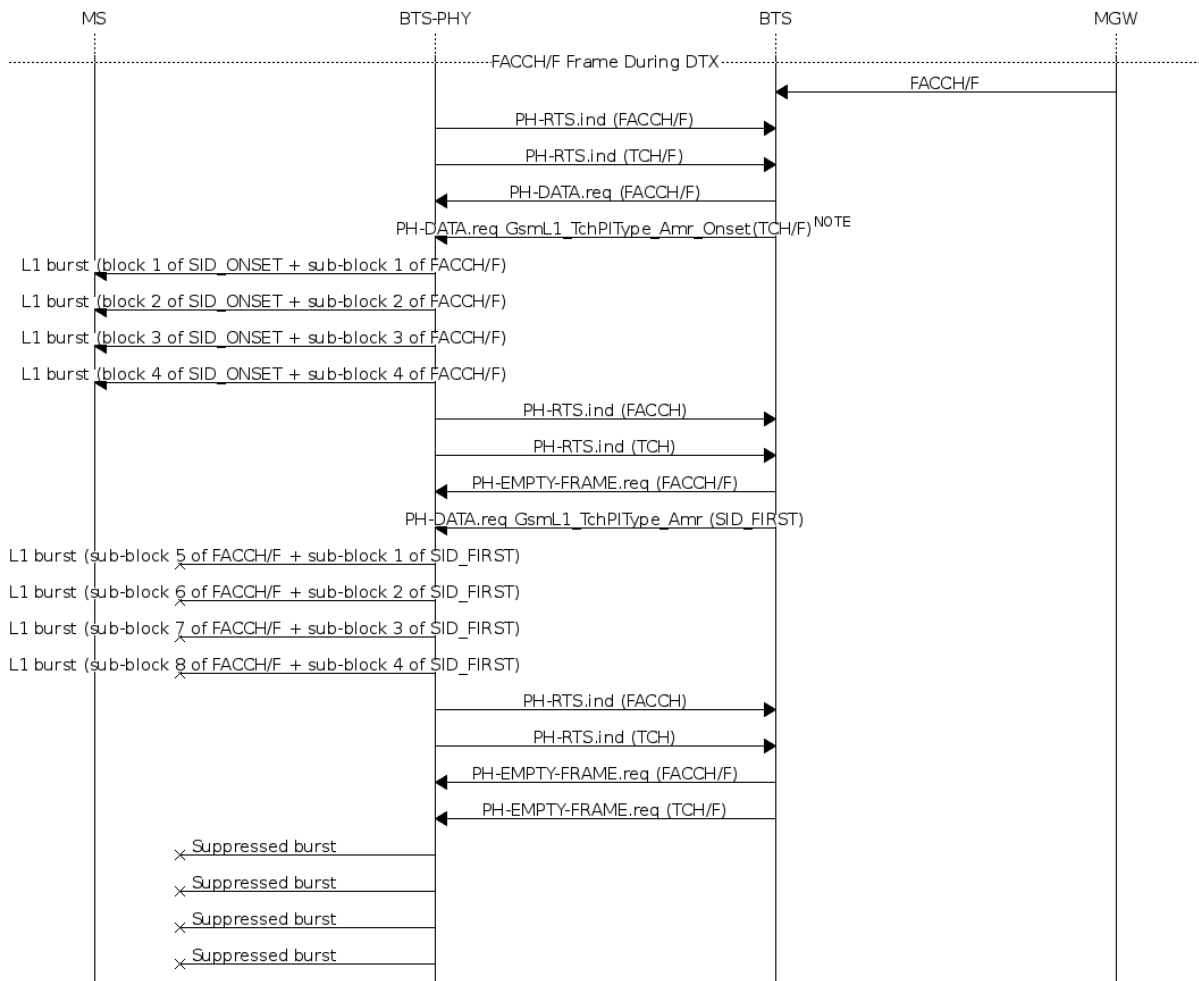 MS BTS-PHY BTS MGW
FACCH/F Frame During DTX
FACCH/F
PH-RTS.ind (FACCH/F)
PH-RTS.ind (TCH/F)
PH-DATA.req (FACCH/F)
PH-DATA.req GsmL1_TchPlType_Amr_Onset(TCH/F) NOTE
L1 burst (block 1 of SID_ONSET + sub-block 1 of FACCH/F)
L1 burst (block 2 of SID_ONSET + sub-block 2 of FACCH/F)
L1 burst (block 3 of SID_ONSET + sub-block 3 of FACCH/F)
L1 burst (block 4 of SID_ONSET + sub-block 4 of FACCH/F)
PH-RTS.ind (FACCH)
PH-RTS.ind (TCH)
PH-EMPTY-FRAME.req (FACCH/F)
PH-DATA.req GsmL1_TchPlType_Amr (SID_FIRST)
L1 burst (sub-block 5 of FACCH/F + sub-block 1 of SID_FIRST)
L1 burst (sub-block 6 of FACCH/F + sub-block 2 of SID_FIRST)
L1 burst (sub-block 7 of FACCH/F + sub-block 3 of SID_FIRST)
L1 burst (sub-block 8 of FACCH/F + sub-block 4 of SID_FIRST)
PH-RTS.ind (FACCH)
PH-RTS.ind (TCH)
PH-EMPTY-FRAME.req (FACCH/F)
PH-EMPTY-FRAME.req (TCH/F)
Suppressed burst
Suppressed burst
Suppressed burst
Suppressed burst